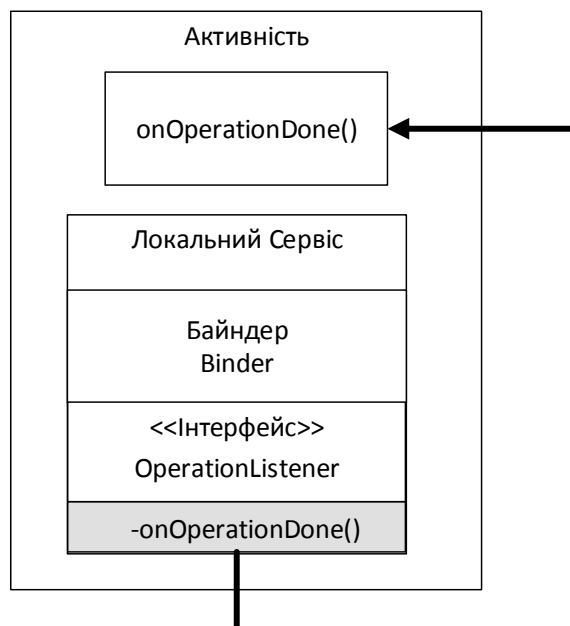 Активність
onOperationDone()
Локальний Сервіс
Байндер
Binder
<<Інтерфейс>>
OperationListener
-onOperationDone()